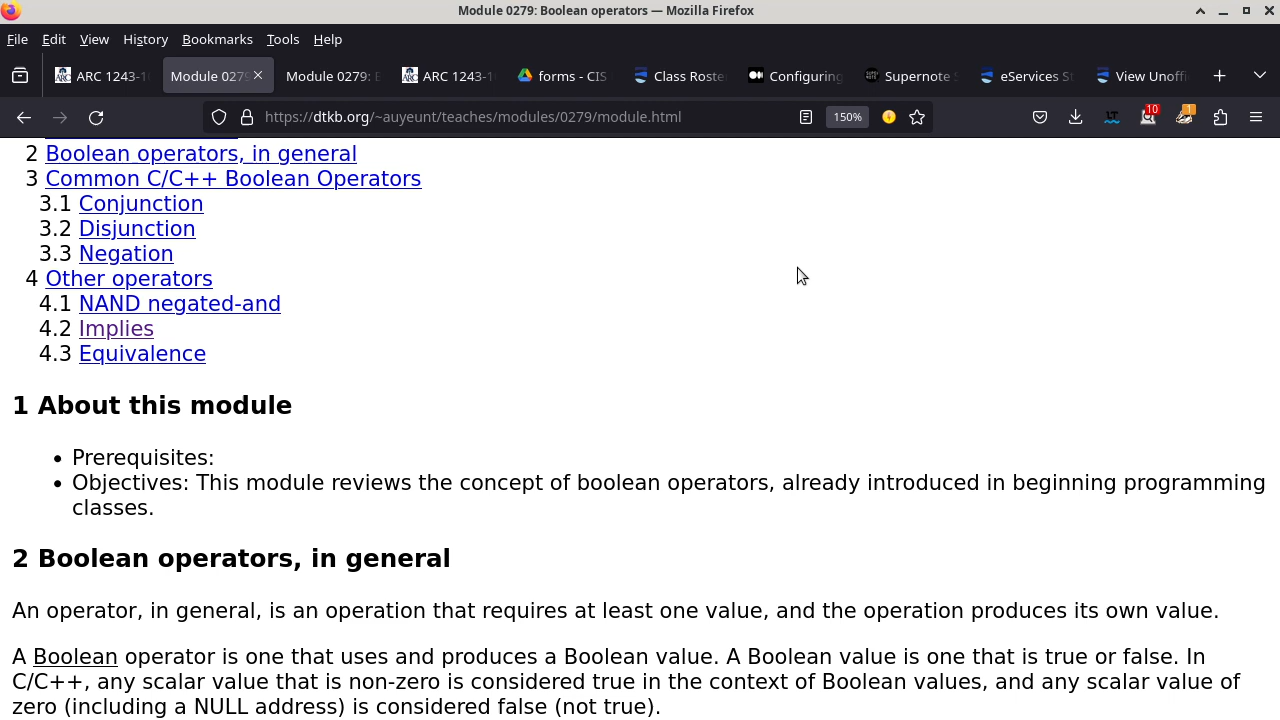 Module 0279: Boolean operators — Mozilla Firefox
File Edit View History Bookmarks Tools Help
ARC 1243-1 Module 0279 Module 0279: ARC 1243-1 forms - CIS Class Roste Configuring Supernote eServices St View Unoffi
https://dtkb.org/~auyeunt/teaches/modules/0279/module.html 150% 10 1
2 Boolean operators, in general
3 Common C/C++ Boolean Operators
3.1 Conjunction
3.2 Disjunction
3.3 Negation
4 Other operators
4.1 NAND negated-and
4.2 Implies
4.3 Equivalence
1 About this module
• Prerequisites:
• Objectives: This module reviews the concept of boolean operators, already introduced in beginning programming
classes.
2 Boolean operators, in general
An operator, in general, is an operation that requires at least one value, and the operation produces its own value.
A Boolean operator is one that uses and produces a Boolean value. A Boolean value is one that is true or false. In
C/C++, any scalar value that is non-zero is considered true in the context of Boolean values, and any scalar value of
zero (including a NULL address) is considered false (not true).